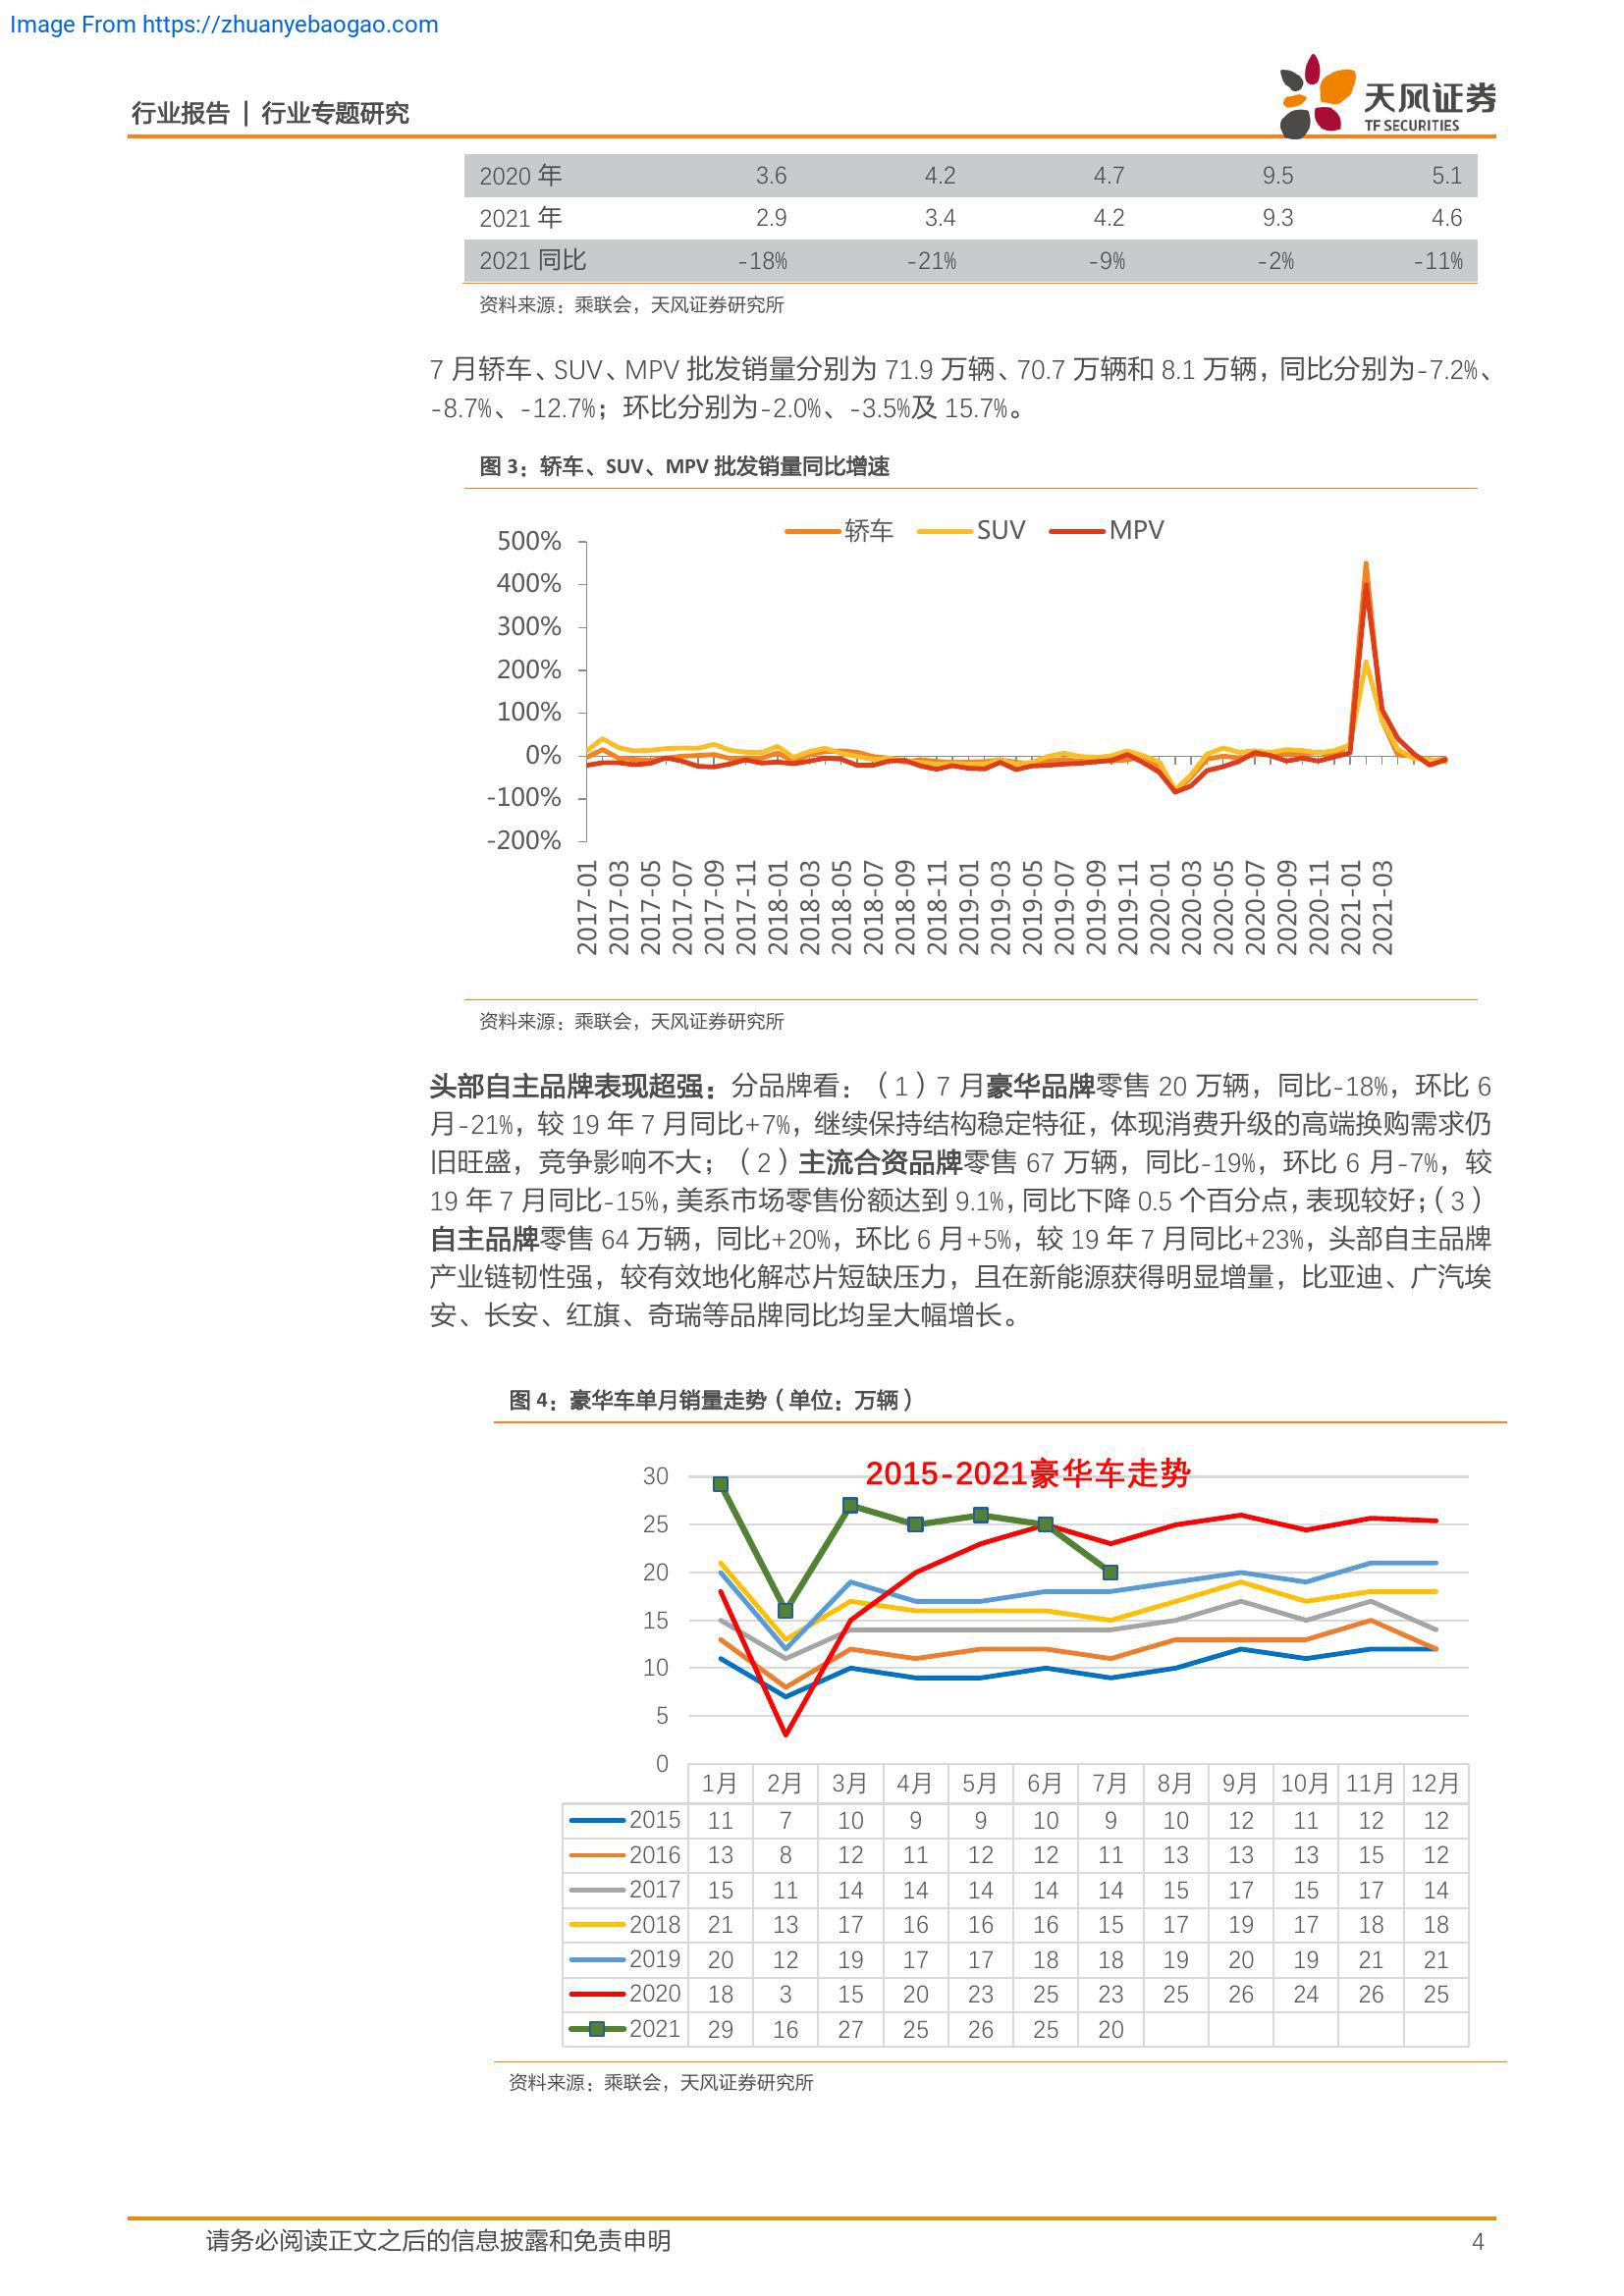 Image From https://zhuanyebaogao.com
行业报告 | 行业专题研究
天风证券
TF SECURITIES
2020 年 3.6 4.2 4.7 9.5 5.1
2021 年 2.9 3.4 4.2 9.3 4.6
2021 同比 -18% -21% -9% -2% -11%
资料来源：乘联会，天风证券研究所
7 月轿车、SUV、MPV 批发销量分别为 71.9 万辆、70.7 万辆和 8.1 万辆，同比分别为-7.2%、
-8.7%、-12.7%；环比分别为-2.0%、-3.5%及 15.7%。
图 3：轿车、SUV、MPV 批发销量同比增速
轿车 SUV MPV
500%
400%
300%
200%
100%
0%
-100%
-200%
2017-01 2017-03 2017-05 2017-07 2017-09 2017-11 2018-01 2018-03 2018-05 2018-07 2018-09 2018-11 2019-01 2019-03 2019-05 2019-07 2019-09 2019-11 2020-01 2020-03 2020-05 2020-07 2020-09 2020-11 2021-01 2021-03
资料来源：乘联会，天风证券研究所
头部自主品牌表现超强：分品牌看：（1）7 月豪华品牌零售 20 万辆，同比-18%，环比 6
月-21%，较 19 年 7 月同比+7%，继续保持结构稳定特征，体现消费升级的高端换购需求仍
旧旺盛，竞争影响不大；（2）主流合资品牌零售 67 万辆，同比-19%，环比 6 月-7%，较
19 年 7 月同比-15%，美系市场零售份额达到 9.1%，同比下降 0.5 个百分点，表现较好；（3）
自主品牌零售 64 万辆，同比+20%，环比 6 月+5%，较 19 年 7 月同比+23%，头部自主品牌
产业链韧性强，较有效地化解芯片短缺压力，且在新能源获得明显增量，比亚迪、广汽埃
安、长安、红旗、奇瑞等品牌同比均呈大幅增长。
图 4：豪华车单月销量走势（单位：万辆）
2015-2021豪华车走势
30
25
20
15
10
5
0
1月 2月 3月 4月 5月 6月 7月 8月 9月 10月 11月 12月
2015 11 7 10 9 9 10 9 10 12 11 12 12
2016 13 8 12 11 12 12 11 13 13 13 15 12
2017 15 11 14 14 14 14 14 15 17 15 17 14
2018 21 13 17 16 16 16 15 17 19 17 18 18
2019 20 12 19 17 17 18 18 19 20 19 21 21
2020 18 3 15 20 23 25 23 25 26 24 26 25
2021 29 16 27 25 26 25 20
资料来源：乘联会，天风证券研究所
请务必阅读正文之后的信息披露和免责申明 4